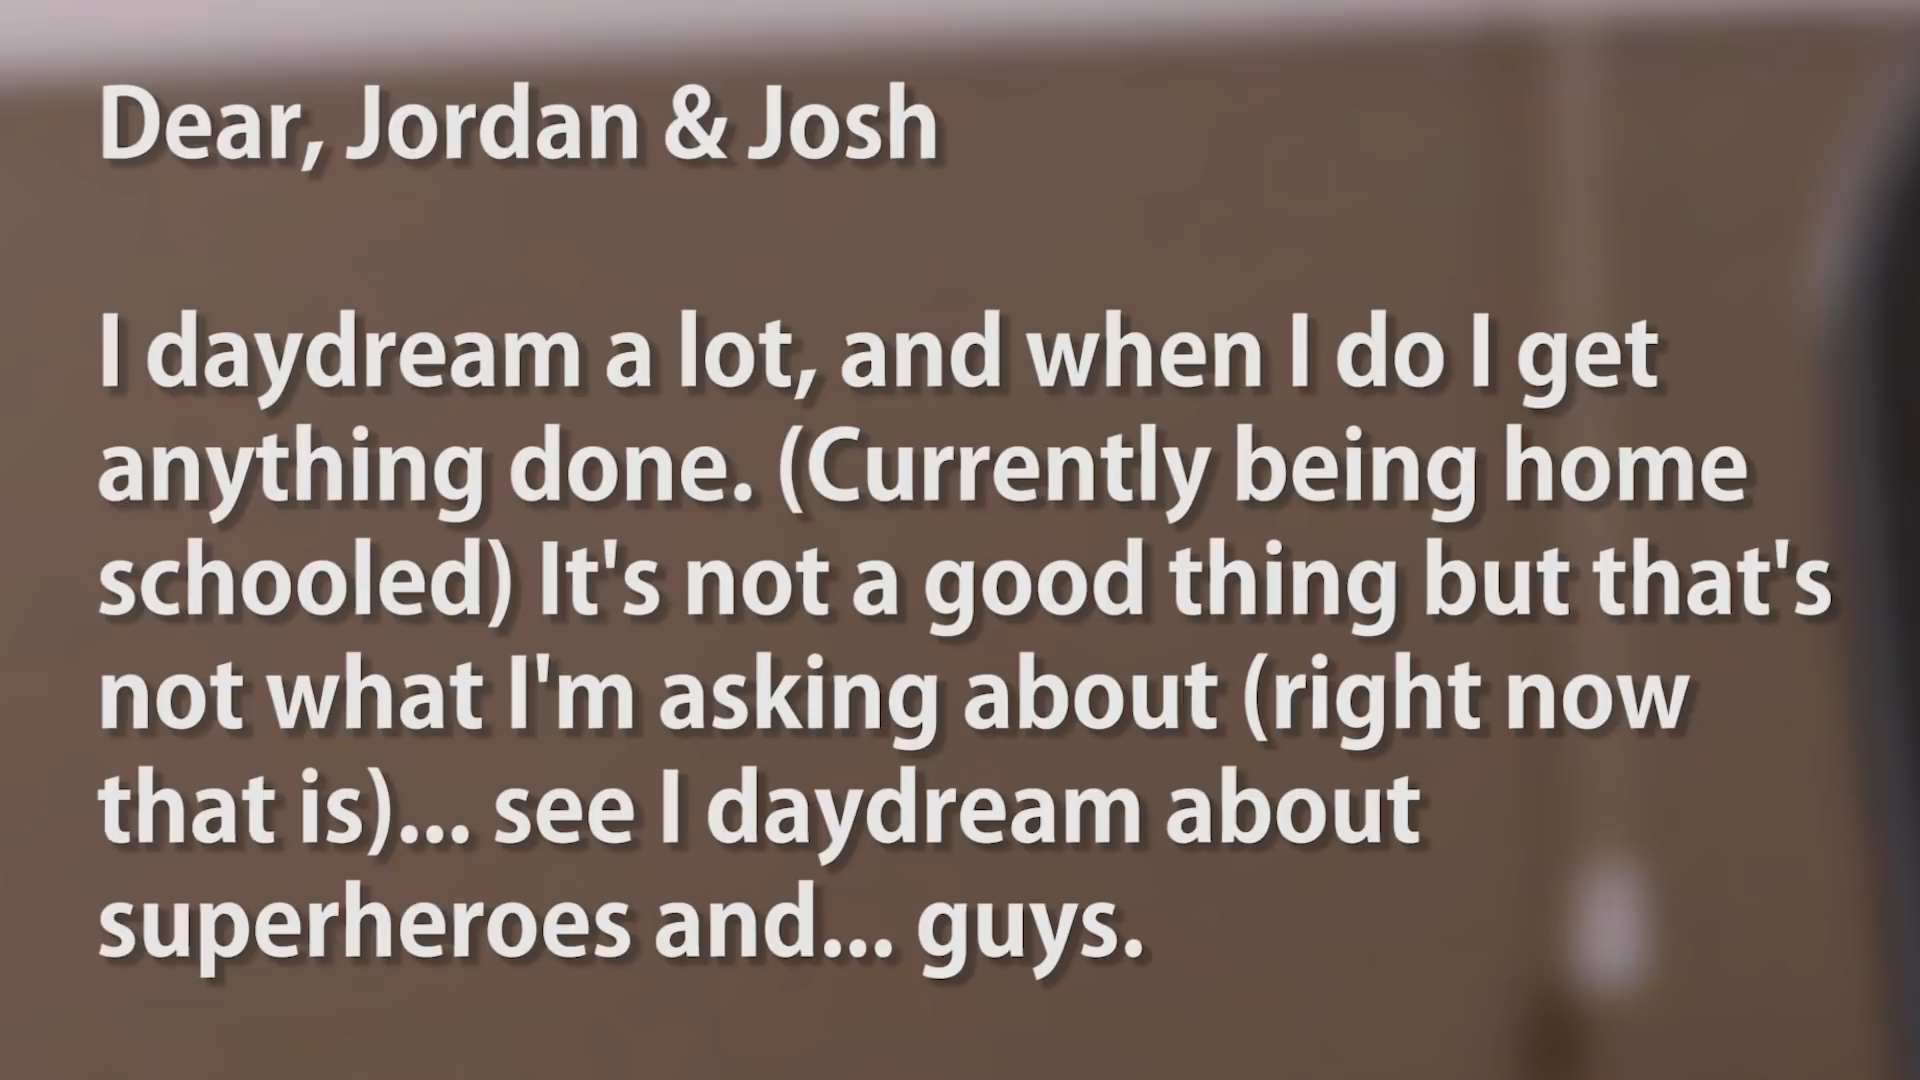 Dear, Jordan & Josh
I daydream a lot, and when I do I get
anything done. (Currently being home
schooled) It's not a good thing but that's
not what I'm asking about (right now
that is)... see I daydream about
superheroes and... guys.